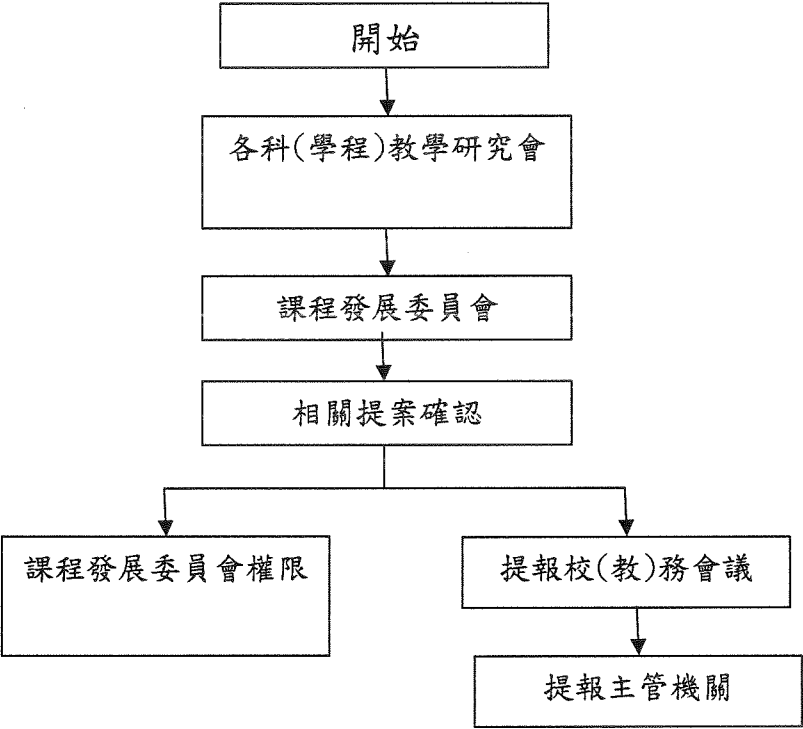 開始
各科(學程)教學研究會
課程發展委員會
相關提案確認
課程發展委員會權限
提報校(教)務會議
提報主管機關